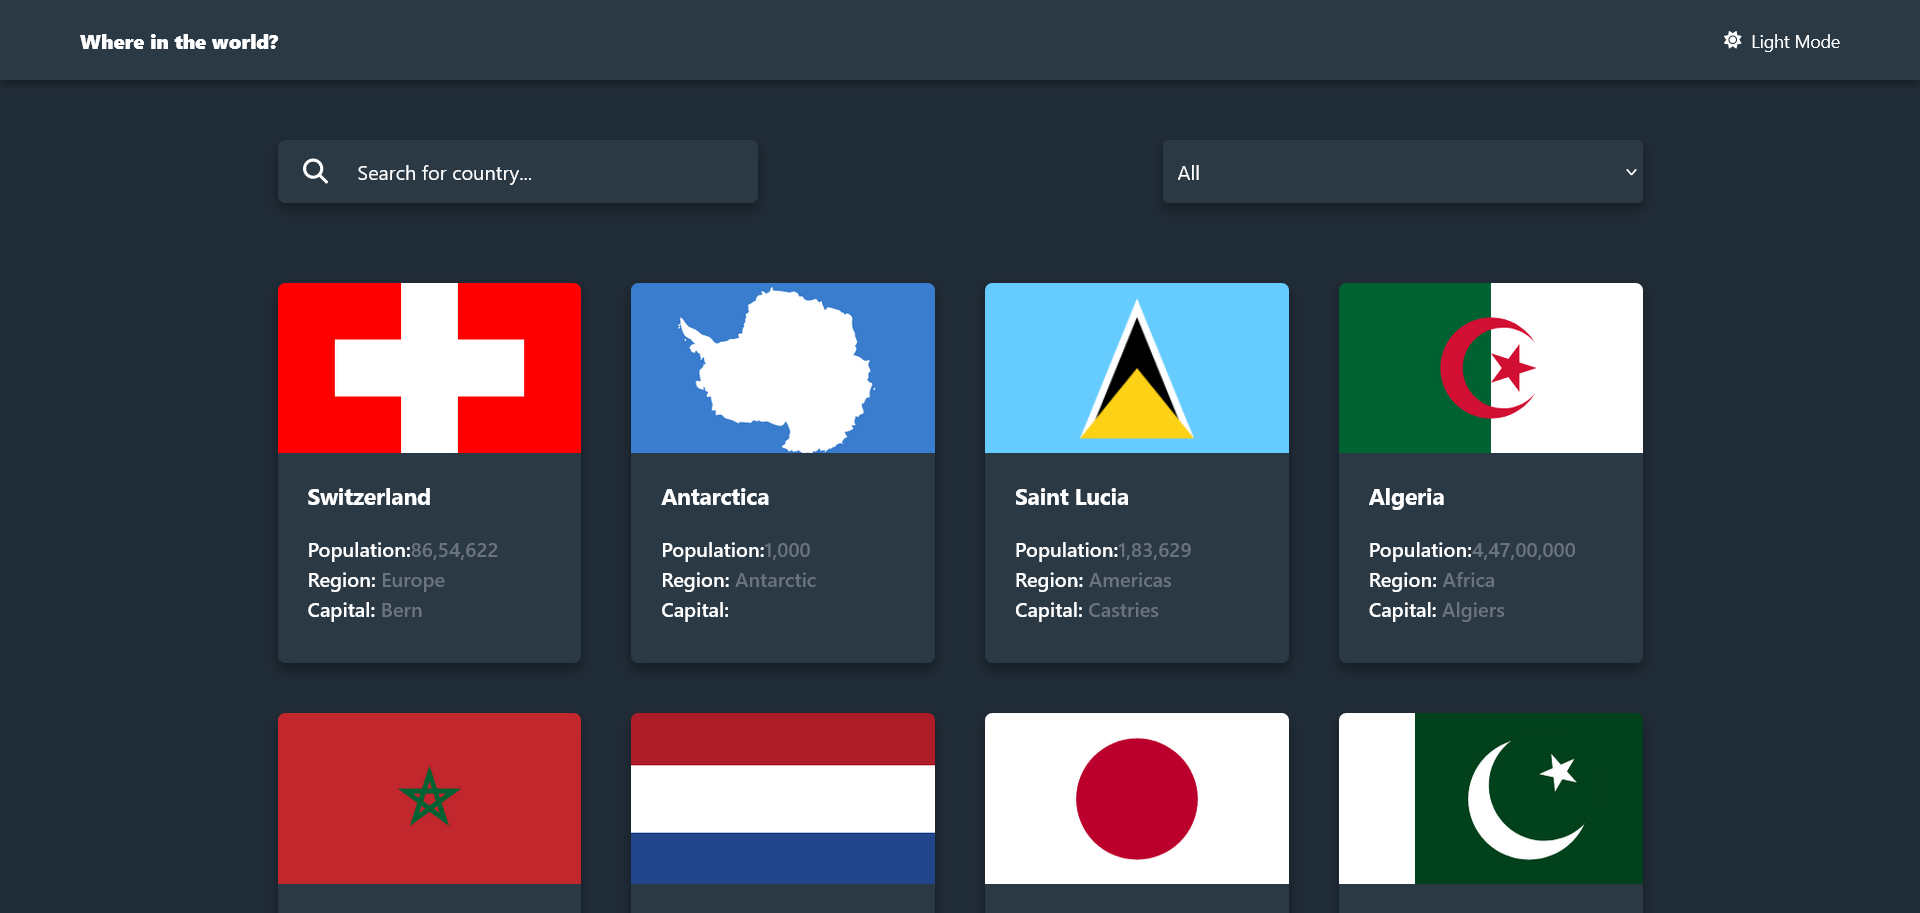 Where in the world?
Light Mode
Search for country...
All
Switzerland
Population:86,54,622
Region: Europe
Capital: Bern
Antarctica
Population:1,000
Region: Antarctic
Capital:
Saint Lucia
Population:1,83,629
Region: Americas
Capital: Castries
Algeria
Population:4,47,00,000
Region: Africa
Capital: Algiers